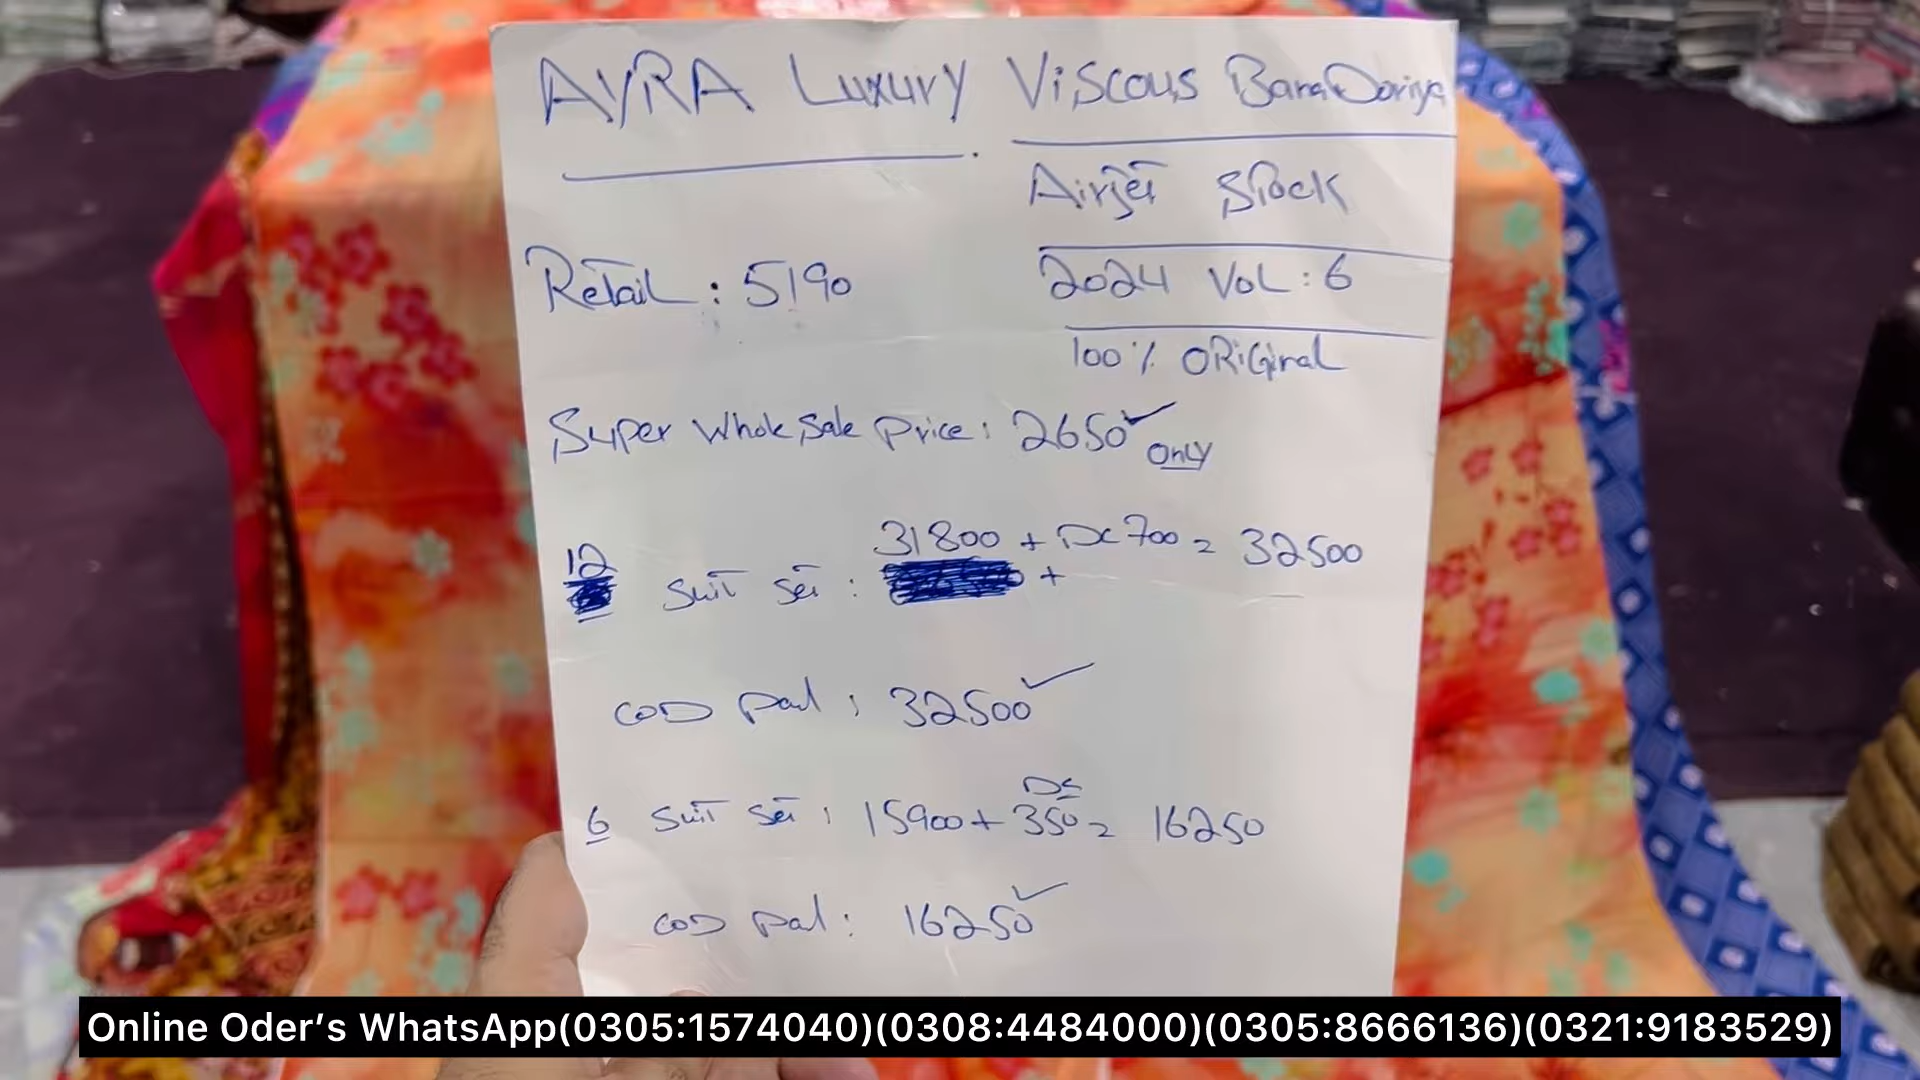 AYRA Luxury Viscous BaraDariya
Airjet Stock
Retail : 5190
2024 VOL : 6
100% ORiGinal
Super Whole Sale Price : 2650 ✓ Only
12 Suit Set : 31800 + DC 700 = 32500
+
COD Pal : 32500 ✓
6 Suit Set : 15900 + DC 350 = 16250
COD Pal : 16250 ✓
Online Oder’s WhatsApp(0305:1574040)(0308:4484000)(0305:8666136)(0321:9183529)